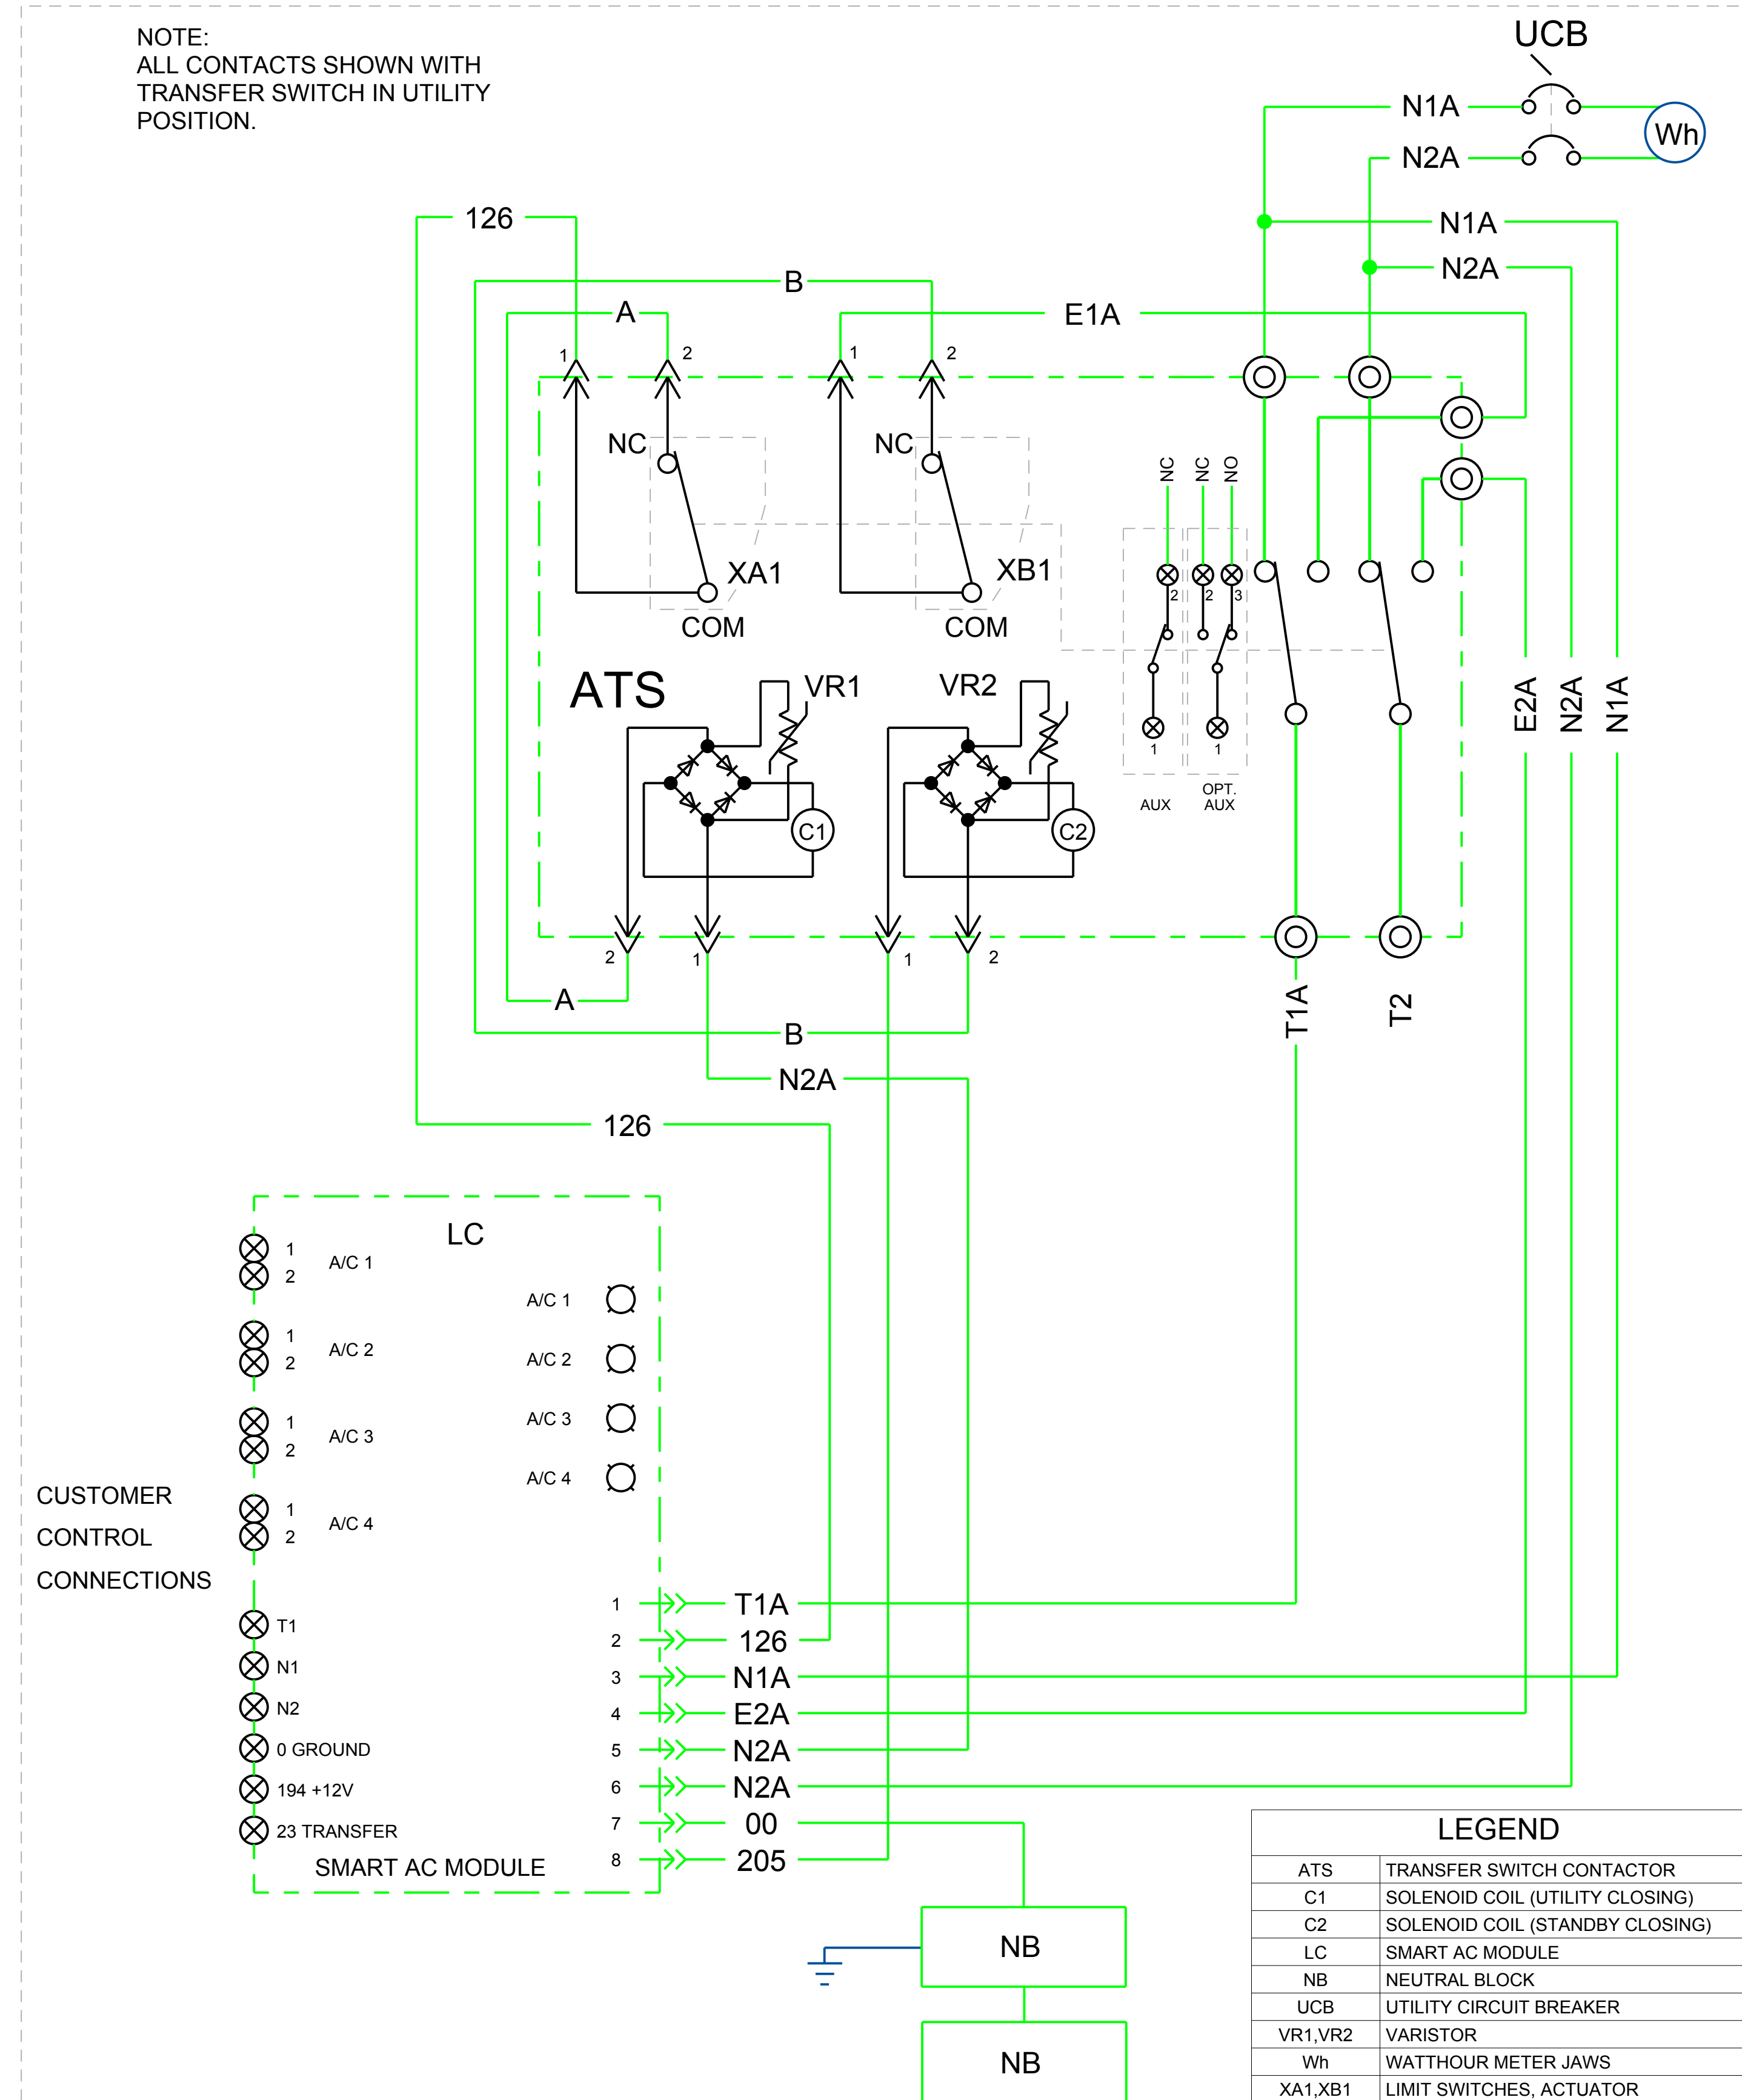 NOTE:
ALL CONTACTS SHOWN WITH
TRANSFER SWITCH IN UTILITY
POSITION.
UCB
N1A
Wh
N2A
126
N1A
N2A
B
A
E1A
1
2
1
2
NC
NC
NC
NC
NO
XA1
XB1
2
2
3
COM
COM
ATS
VR1
VR2
E2A
N2A
N1A
1
1
C1
C2
AUX
OPT.
AUX
2
1
1
2
A
T1A
T2
B
N2A
126
LC
1
2
A/C 1
A/C 1
1
2
A/C 2
A/C 2
1
2
A/C 3
A/C 3
A/C 4
CUSTOMER
CONTROL
CONNECTIONS
1
2
A/C 4
T1
N1
N2
0 GROUND
194 +12V
23 TRANSFER
SMART AC MODULE
1 T1A
2 126
3 N1A
4 E2A
5 N2A
6 N2A
7 00
8 205
NB
NB
LEGEND
ATS TRANSFER SWITCH CONTACTOR
C1 SOLENOID COIL (UTILITY CLOSING)
C2 SOLENOID COIL (STANDBY CLOSING)
LC SMART AC MODULE
NB NEUTRAL BLOCK
UCB UTILITY CIRCUIT BREAKER
VR1,VR2 VARISTOR
Wh WATTHOUR METER JAWS
XA1,XB1 LIMIT SWITCHES, ACTUATOR